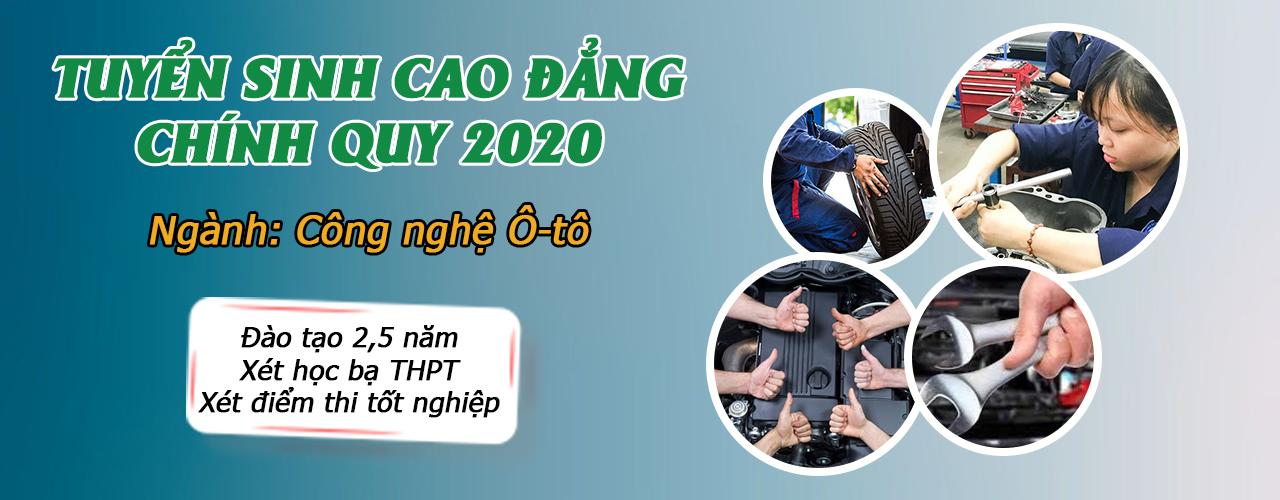 TUYỂN SINH CAO ĐẲNG
CHÍNH QUY 2020
Ngành: Công nghệ Ô-tô
Đào tạo 2,5 năm
Xét học bạ THPT
Xét điểm thi tốt nghiệp